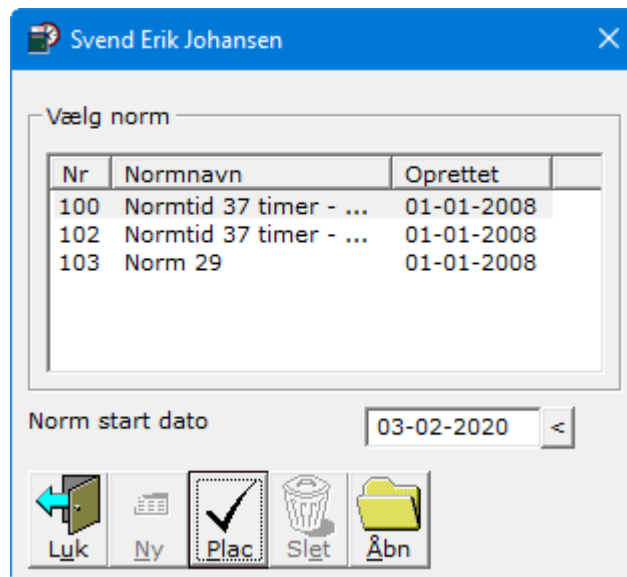 Svend Erik Johansen
Vælg norm
Nr Normnavn Oprettet
100 Normtid 37 timer - ... 01-01-2008
102 Normtid 37 timer - ... 01-01-2008
103 Norm 29 01-01-2008
Norm start dato 03-02-2020 <
Luk Ny Plac Slet Åbn